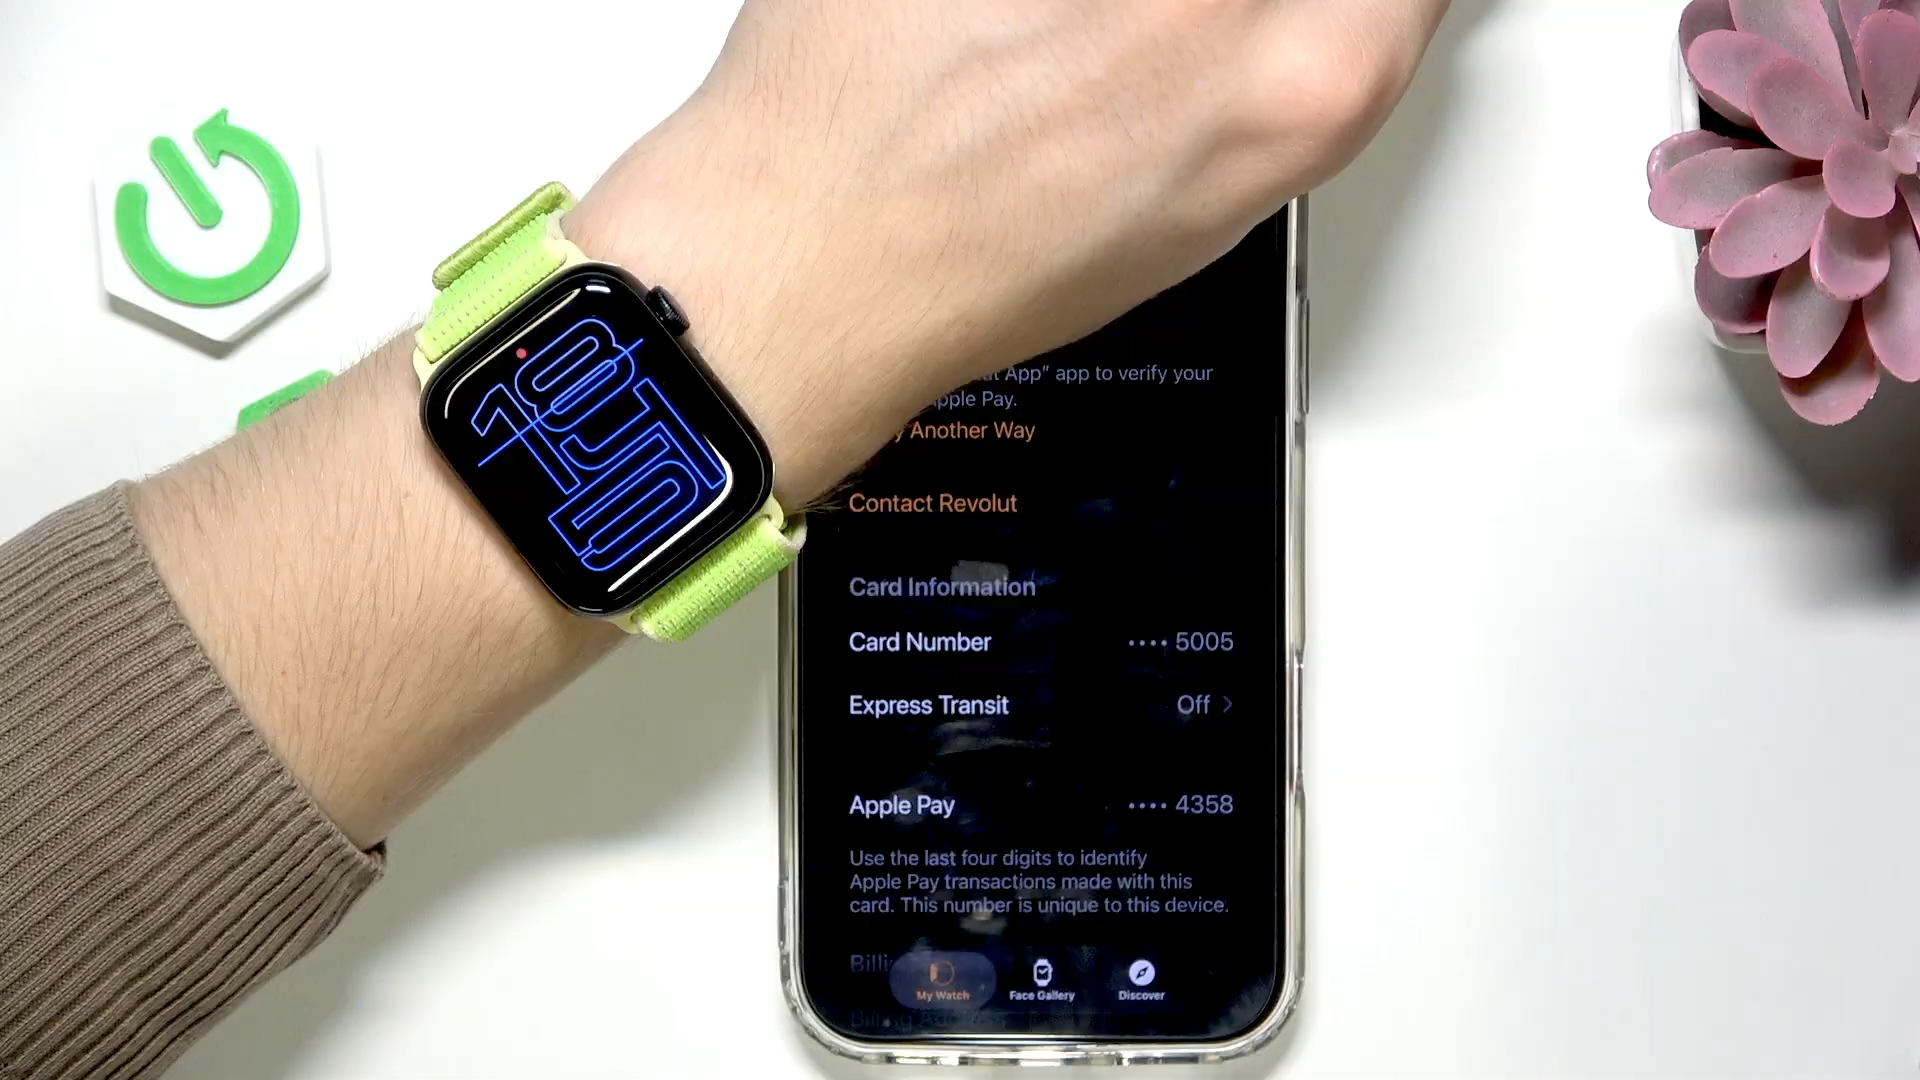 App" app to verify your
Apple Pay.
Another Way
Contact Revolut
Card Information
Card Number •••• 5005
Express Transit Off
Apple Pay •••• 4358
Use the last four digits to identify
Apple Pay transactions made with this
card. This number is unique to this device.
My Watch Face Gallery Discover
Billing